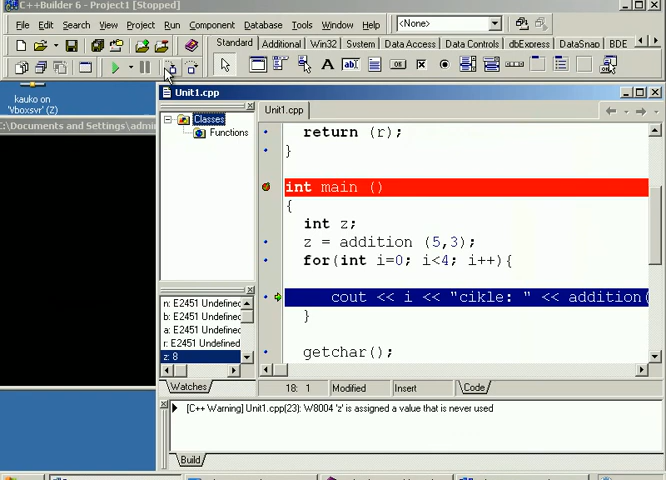 C++Builder 6 - Project1 [Stopped]
File Edit Search View Project Run Component Database Tools Window Help
<None>
Standard Additional Win32 System Data Access Data Controls dbExpress DataSnap BDE
kauko on
'Vboxsvr' (Z)
C:\Documents and Settings\admi
Unit1.cpp
Classes
Functions
Unit1.cpp
return (r);
}
int main ()
{
int z;
z = addition (5,3);
for(int i=0; i<4; i++){
cout << i << "cikle: " << addition(
}
getchar();
n: E2451 Undefined
b: E2451 Undefined
a: E2451 Undefined
r: E2451 Undefined
z: 8
Watches
18: 1 Modified Insert Code
[C++ Warning] Unit1.cpp(23): W8004 'z' is assigned a value that is never used
Build